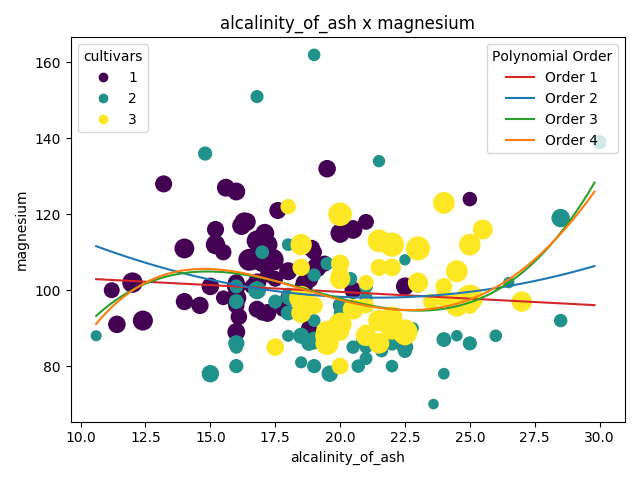 alcalinity_of_ash x magnesium
cultivars
1
2
3
Polynomial Order
Order 1
Order 2
Order 3
Order 4
magnesium
160
140
120
100
80
10.0 12.5 15.0 17.5 20.0 22.5 25.0 27.5 30.0
alcalinity_of_ash